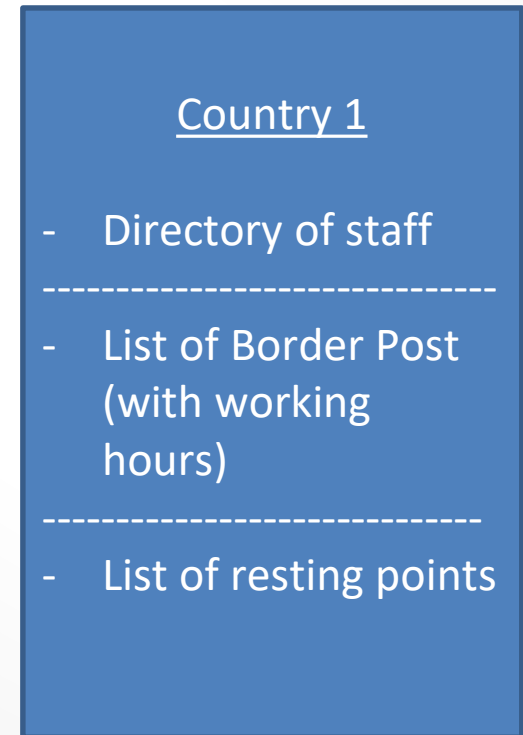 Country 1
- Directory of staff
-------------------------------
- List of Border Post
(with working
hours)
------------------------------
- List of resting points